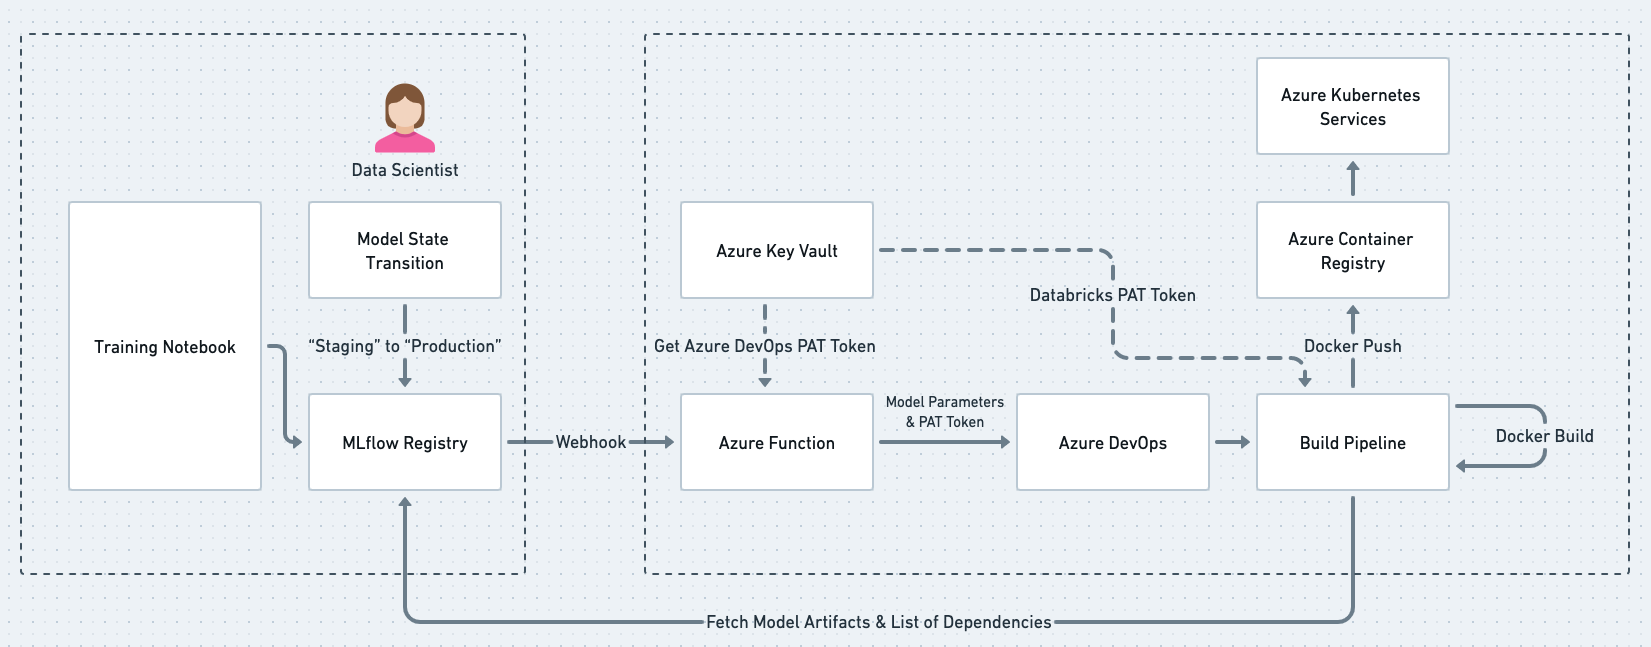 Data Scientist
Training Notebook
Model State
Transition
“Staging” to “Production”
MLflow Registry
Webhook
Azure Key Vault
Get Azure DevOps PAT Token
Azure Function
Model Parameters
& PAT Token
Azure DevOps
Databricks PAT Token
Azure Kubernetes
Services
Azure Container
Registry
Docker Push
Build Pipeline
Docker Build
Fetch Model Artifacts & List of Dependencies